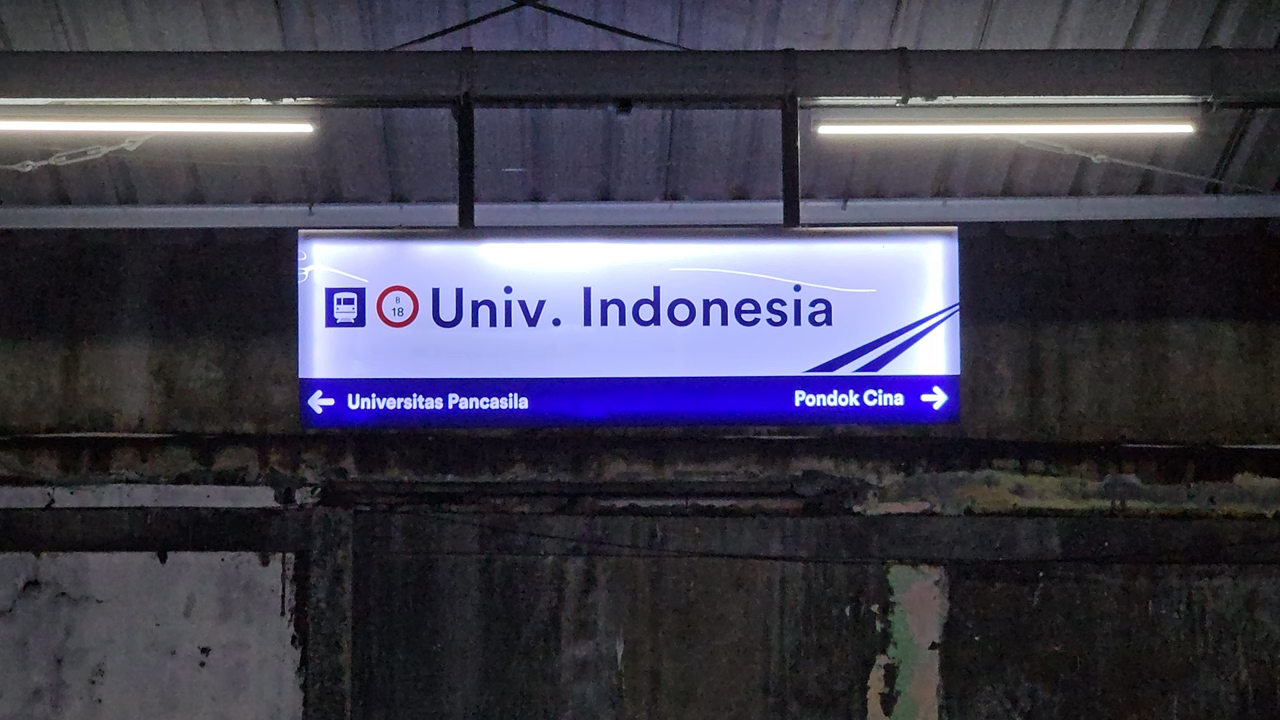 B
18
Univ. Indonesia
← Universitas Pancasila
Pondok Cina →